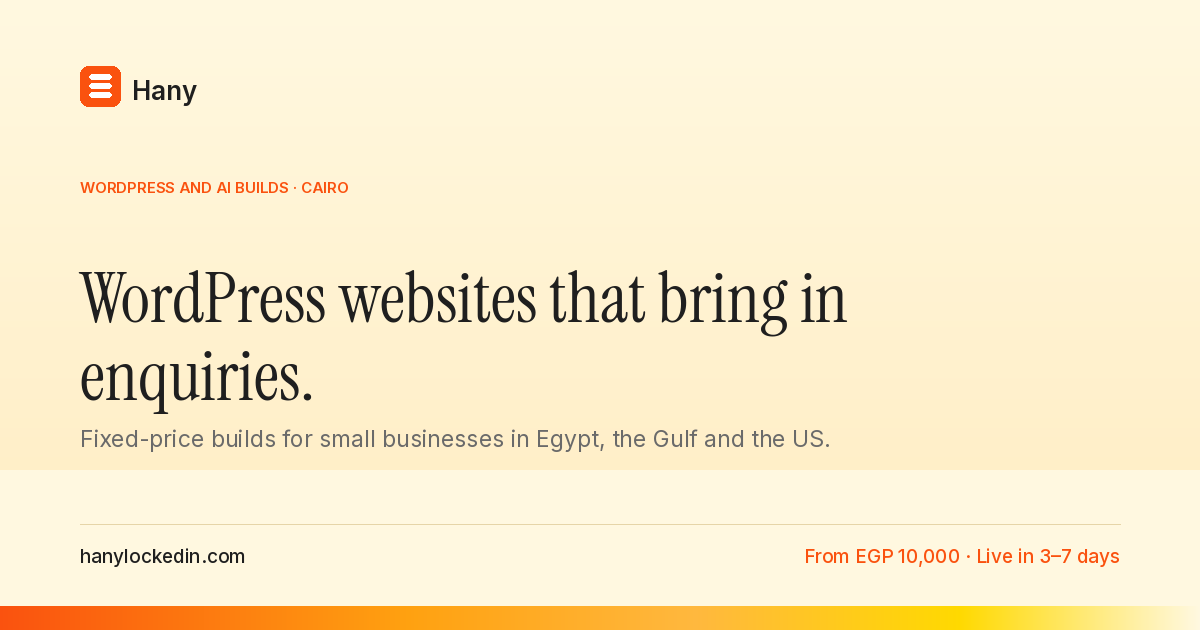 Hany
WORDPRESS AND AI BUILDS · CAIRO
WordPress websites that bring in
enquiries.
Fixed-price builds for small businesses in Egypt, the Gulf and the US.
hanylockedin.com
From EGP 10,000 · Live in 3–7 days